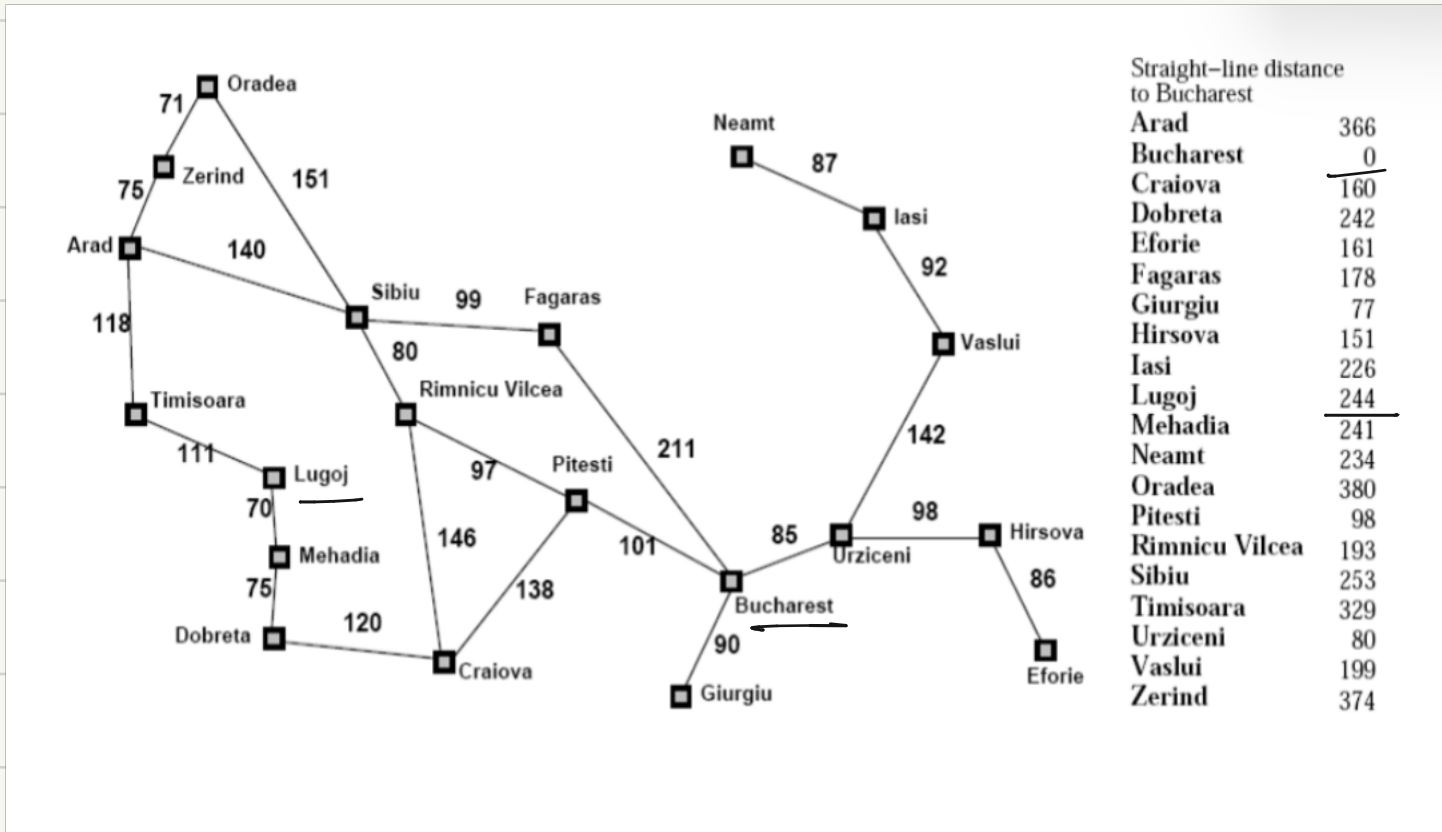 Oradea
71
Neamt
87
Zerind
151
75
Iasi
Arad
140
92
Sibiu
99
Fagaras
118
80
Vaslui
Timisoara
Rimnicu Vilcea
111
142
211
Lugoj
97
Pitesti
70
98
Hirsova
146
101
85
Urziceni
Mehadia
86
75
138
Bucharest
Dobreta
120
90
Craiova
Eforie
Giurgiu
Straight–line distance
to Bucharest
Arad 366
Bucharest 0
Craiova 160
Dobreta 242
Eforie 161
Fagaras 178
Giurgiu 77
Hirsova 151
Iasi 226
Lugoj 244
Mehadia 241
Neamt 234
Oradea 380
Pitesti 98
Rimnicu Vilcea 193
Sibiu 253
Timisoara 329
Urziceni 80
Vaslui 199
Zerind 374